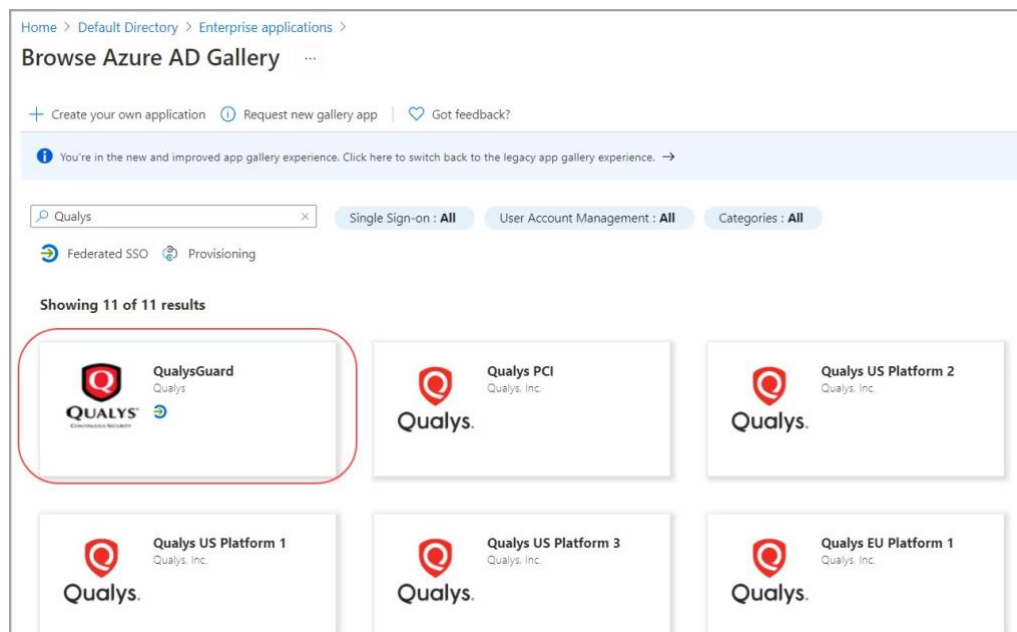 Home > Default Directory > Enterprise applications >
Browse Azure AD Gallery ...
+ Create your own application Request new gallery app Got feedback?
You're in the new and improved app gallery experience. Click here to switch back to the legacy app gallery experience. →
Qualys × Single Sign-on : All User Account Management : All Categories : All
Federated SSO Provisioning
Showing 11 of 11 results
QualysGuard
Qualys
QUALYS
CONTINUOUS SECURITY
Qualys PCI
Qualys, Inc.
Qualys.
Qualys US Platform 2
Qualys, Inc.
Qualys.
Qualys US Platform 1
Qualys, Inc.
Qualys.
Qualys US Platform 3
Qualys, Inc.
Qualys.
Qualys EU Platform 1
Qualys, Inc.
Qualys.